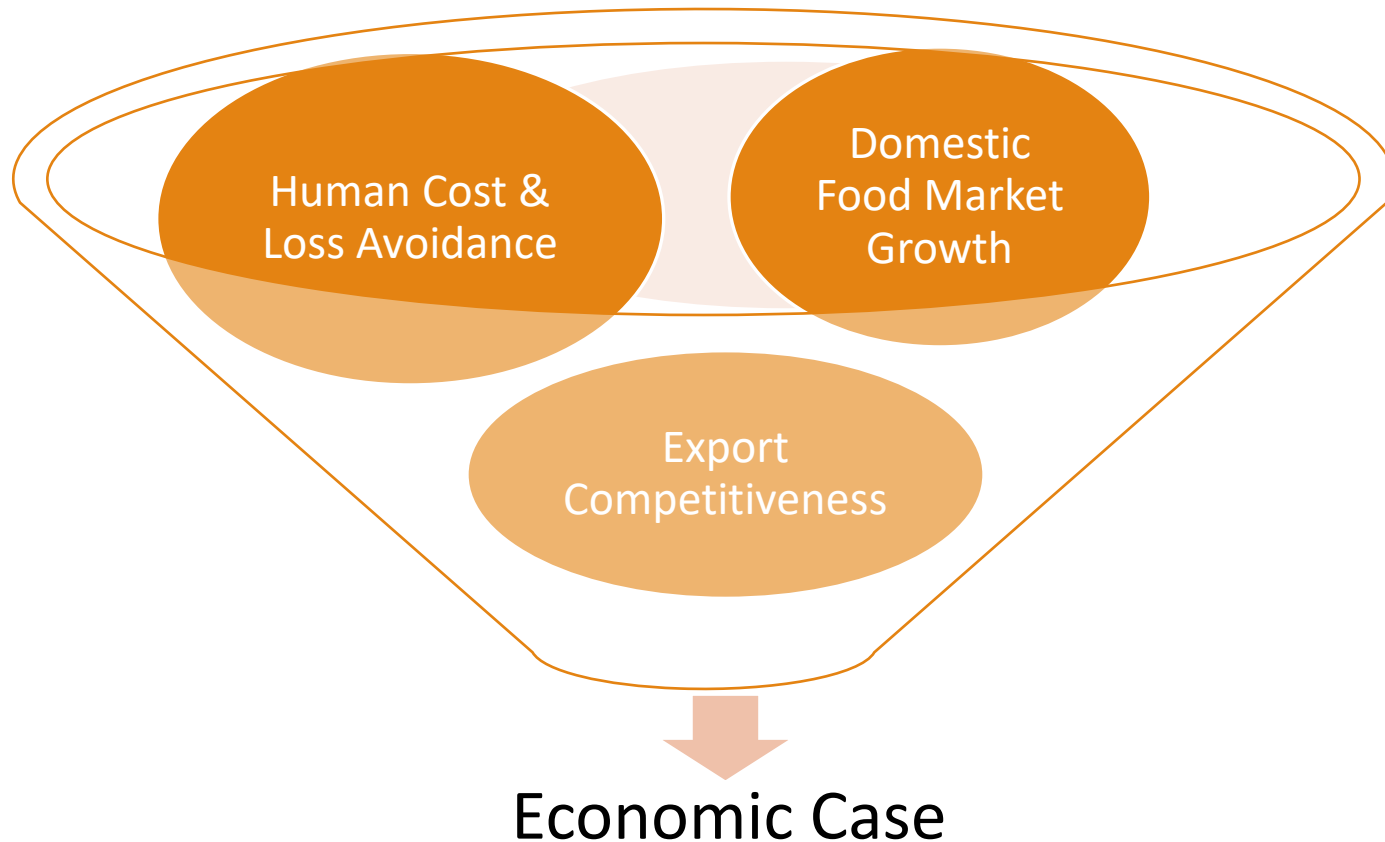 Human Cost &
Loss Avoidance
Domestic
Food Market
Growth
Export
Competitiveness
Economic Case